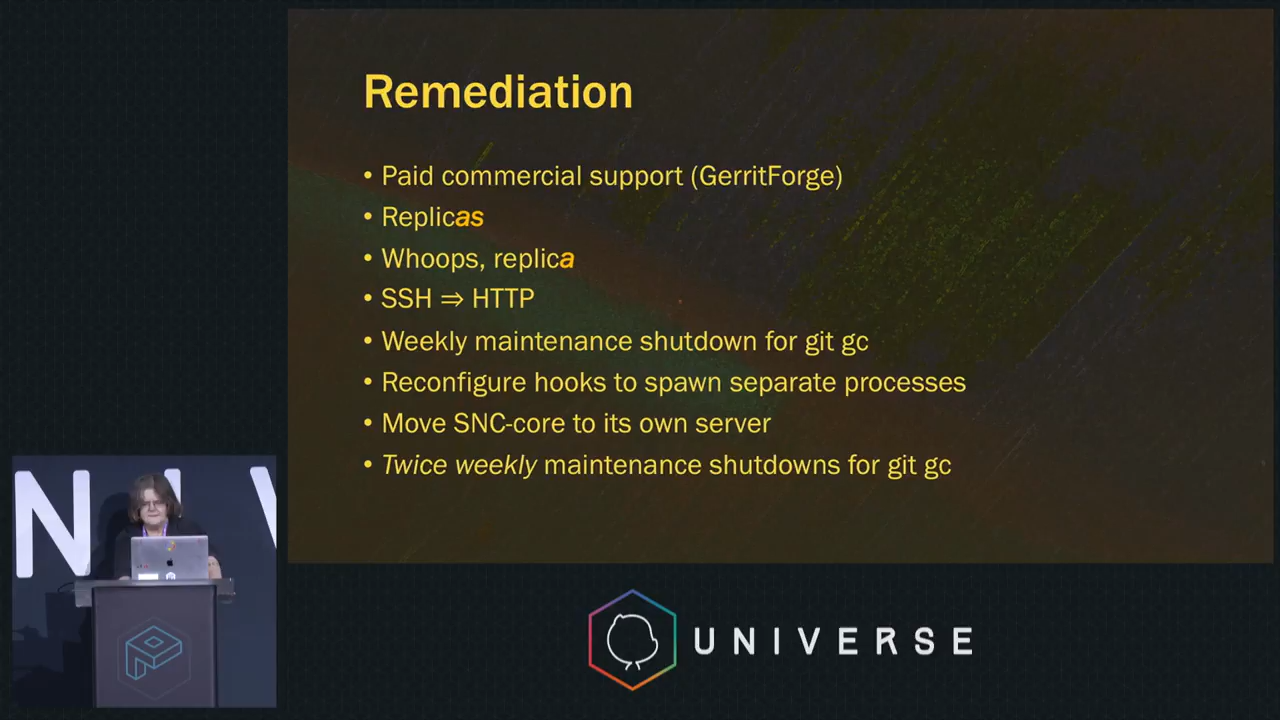 Remediation
• Paid commercial support (GerritForge)
• Replicas
• Whoops, replica
• SSH ⇒ HTTP
• Weekly maintenance shutdown for git gc
• Reconfigure hooks to spawn separate processes
• Move SNC-core to its own server
• Twice weekly maintenance shutdowns for git gc
N I V
UNIVERSE